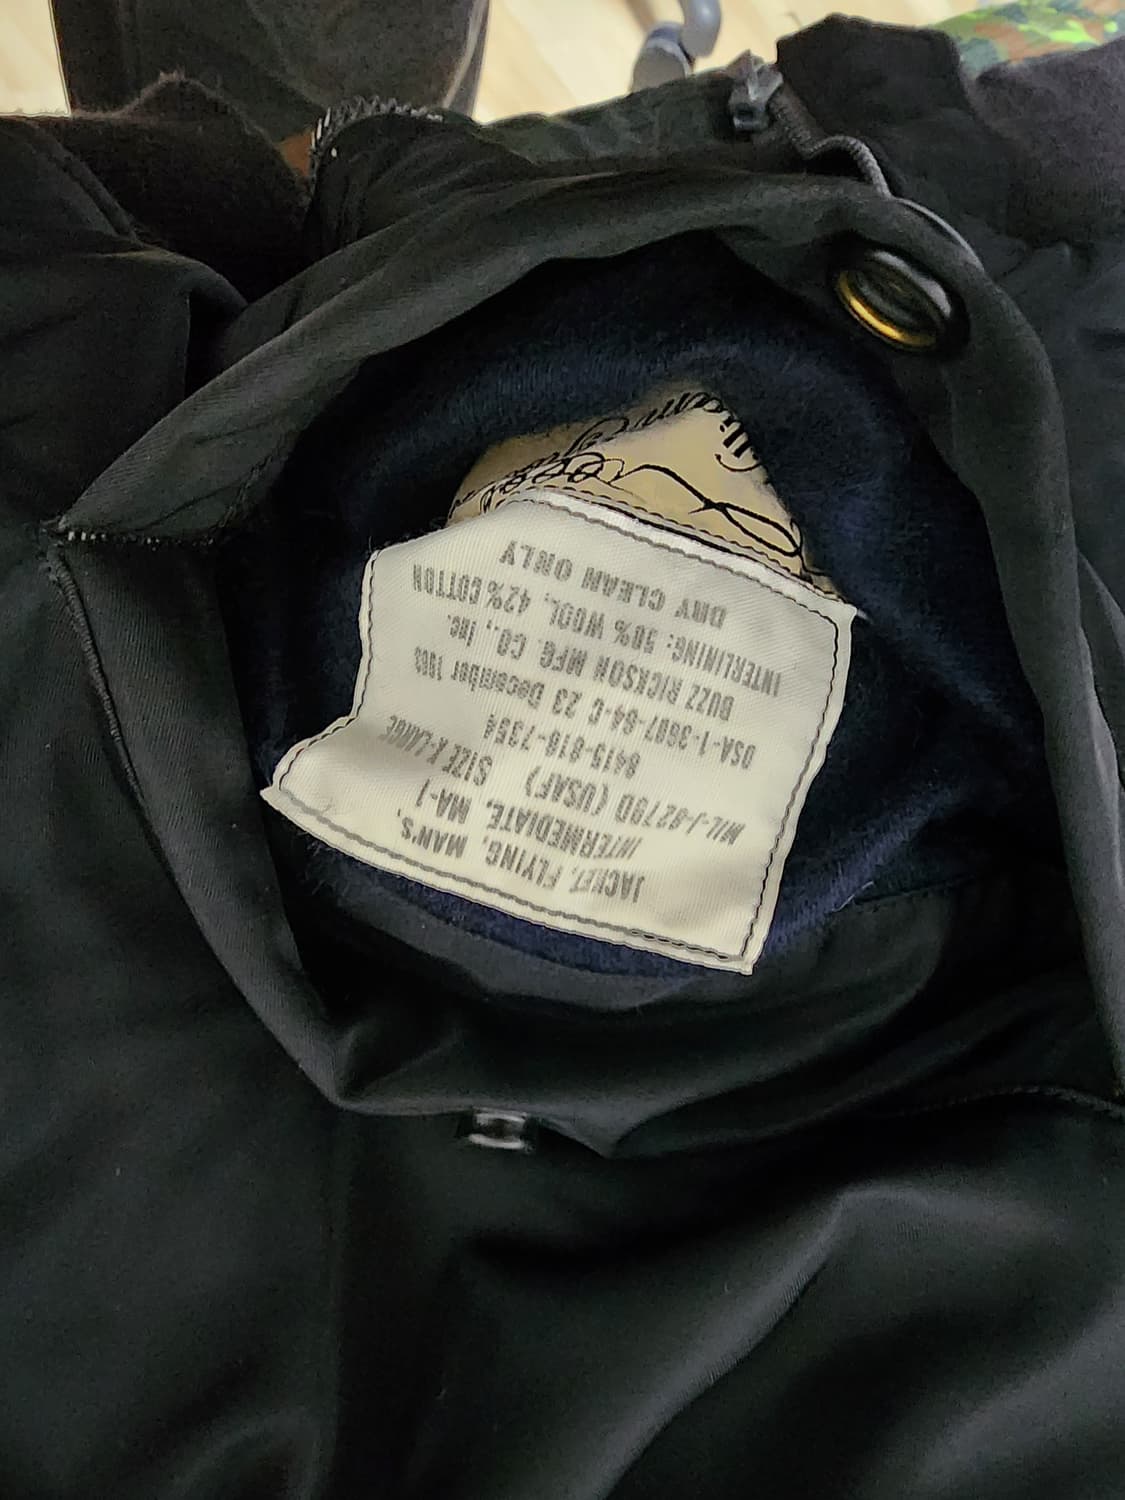 JACKET, FLYING, MAN'S,
INTERMEDIATE, MA-1
MIL-J-8279D (USAF) SIZE X-LARGE
8415-818-7354
DSA-1-3687-64-C 23 December 1963
BUZZ RICKSON MFG. CO., Inc.
INTERLINING: 58% WOOL, 42% COTTON
DRY CLEAN ONLY